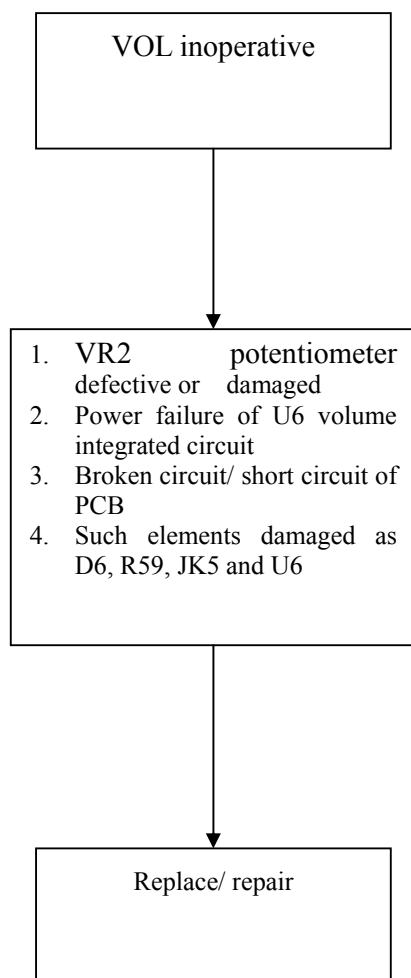 VOL inoperative
1. VR2 potentiometer
defective or damaged
2. Power failure of U6 volume
integrated circuit
3. Broken circuit/ short circuit of
PCB
4. Such elements damaged as
D6, R59, JK5 and U6
Replace/ repair